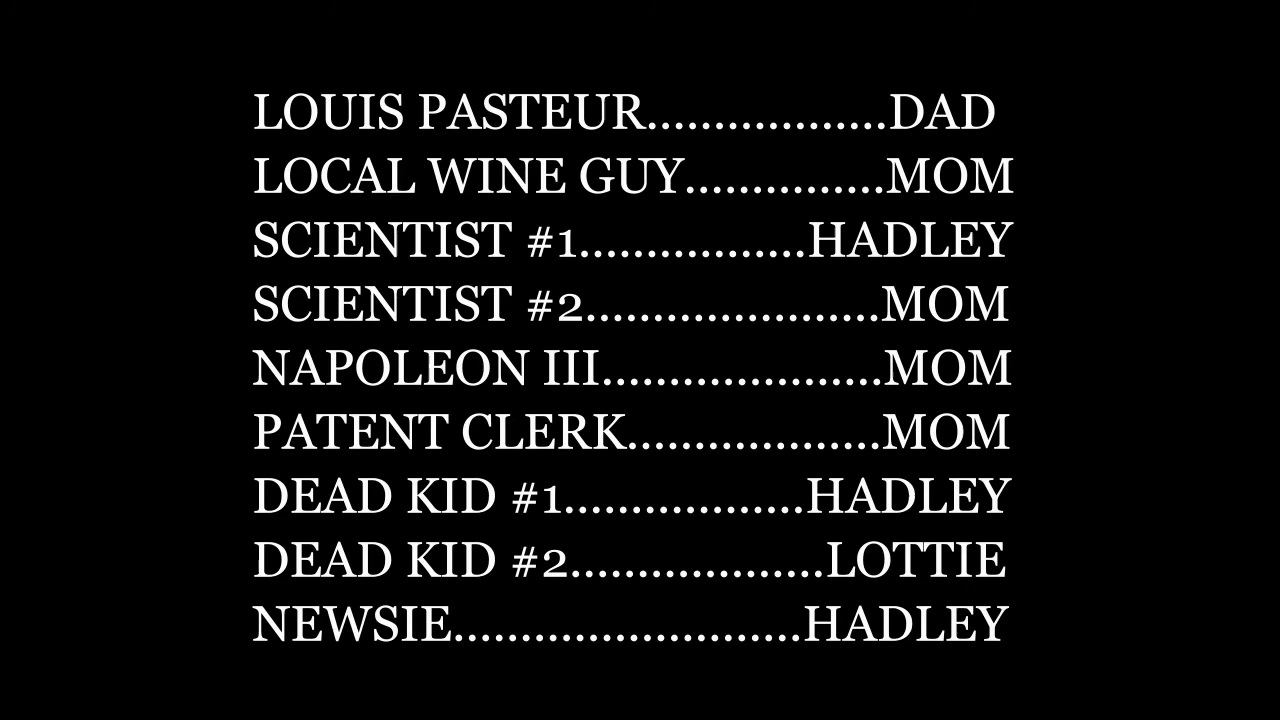 LOUIS PASTEUR..................DAD
LOCAL WINE GUY...............MOM
SCIENTIST #1.................HADLEY
SCIENTIST #2......................MOM
NAPOLEON III.....................MOM
PATENT CLERK...................MOM
DEAD KID #1..................HADLEY
DEAD KID #2...................LOTTIE
NEWSIE..........................HADLEY